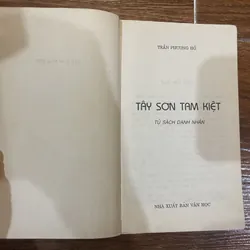 TRẦN PHƯƠNG HỒ
TÂY SƠN TAM KIỆT
TỦ SÁCH DANH NHÂN
NHÀ XUẤT BẢN VĂN HỌC